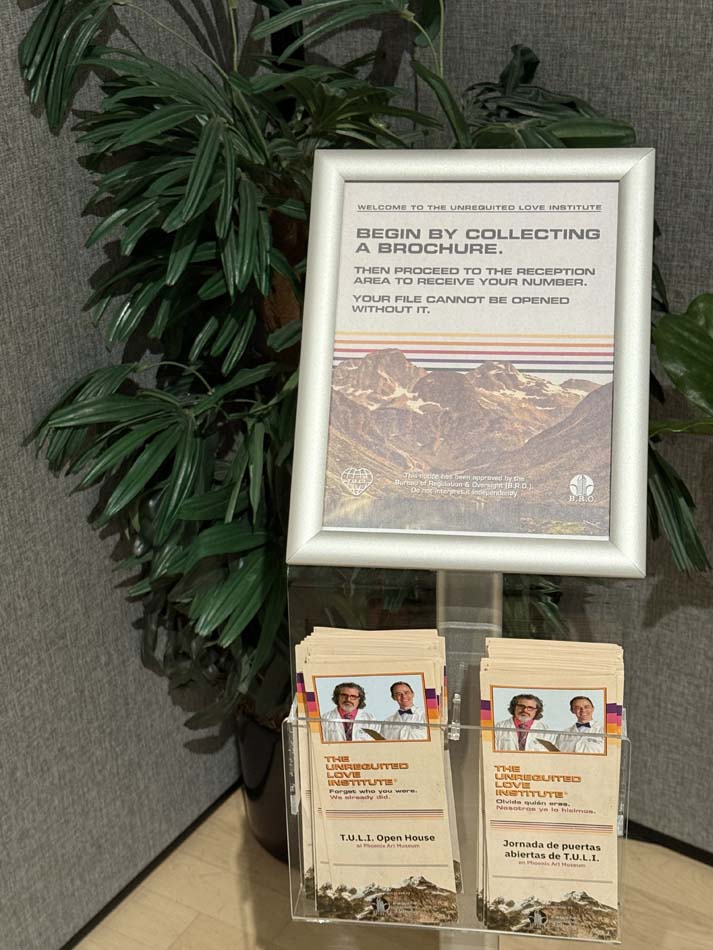 WELCOME TO THE UNREQUITED LOVE INSTITUTE
BEGIN BY COLLECTING
A BROCHURE.
THEN PROCEED TO THE RECEPTION
AREA TO RECEIVE YOUR NUMBER.
YOUR FILE CANNOT BE OPENED
WITHOUT IT.
This notice has been approved by the
Bureau of Regulation & Oversight (B.R.O.).
Do not interpret it independently.
B.R.O.
THE
UNREQUITED
LOVE
INSTITUTE®
Forget who you were.
We already did.
T.U.L.I. Open House
at Phoenix Art Museum
THE
UNREQUITED
LOVE
INSTITUTE®
Olvida quién eras.
Nosotros ya lo hicimos.
Jornada de puertas
abiertas de T.U.L.I.
en Phoenix Art Museum